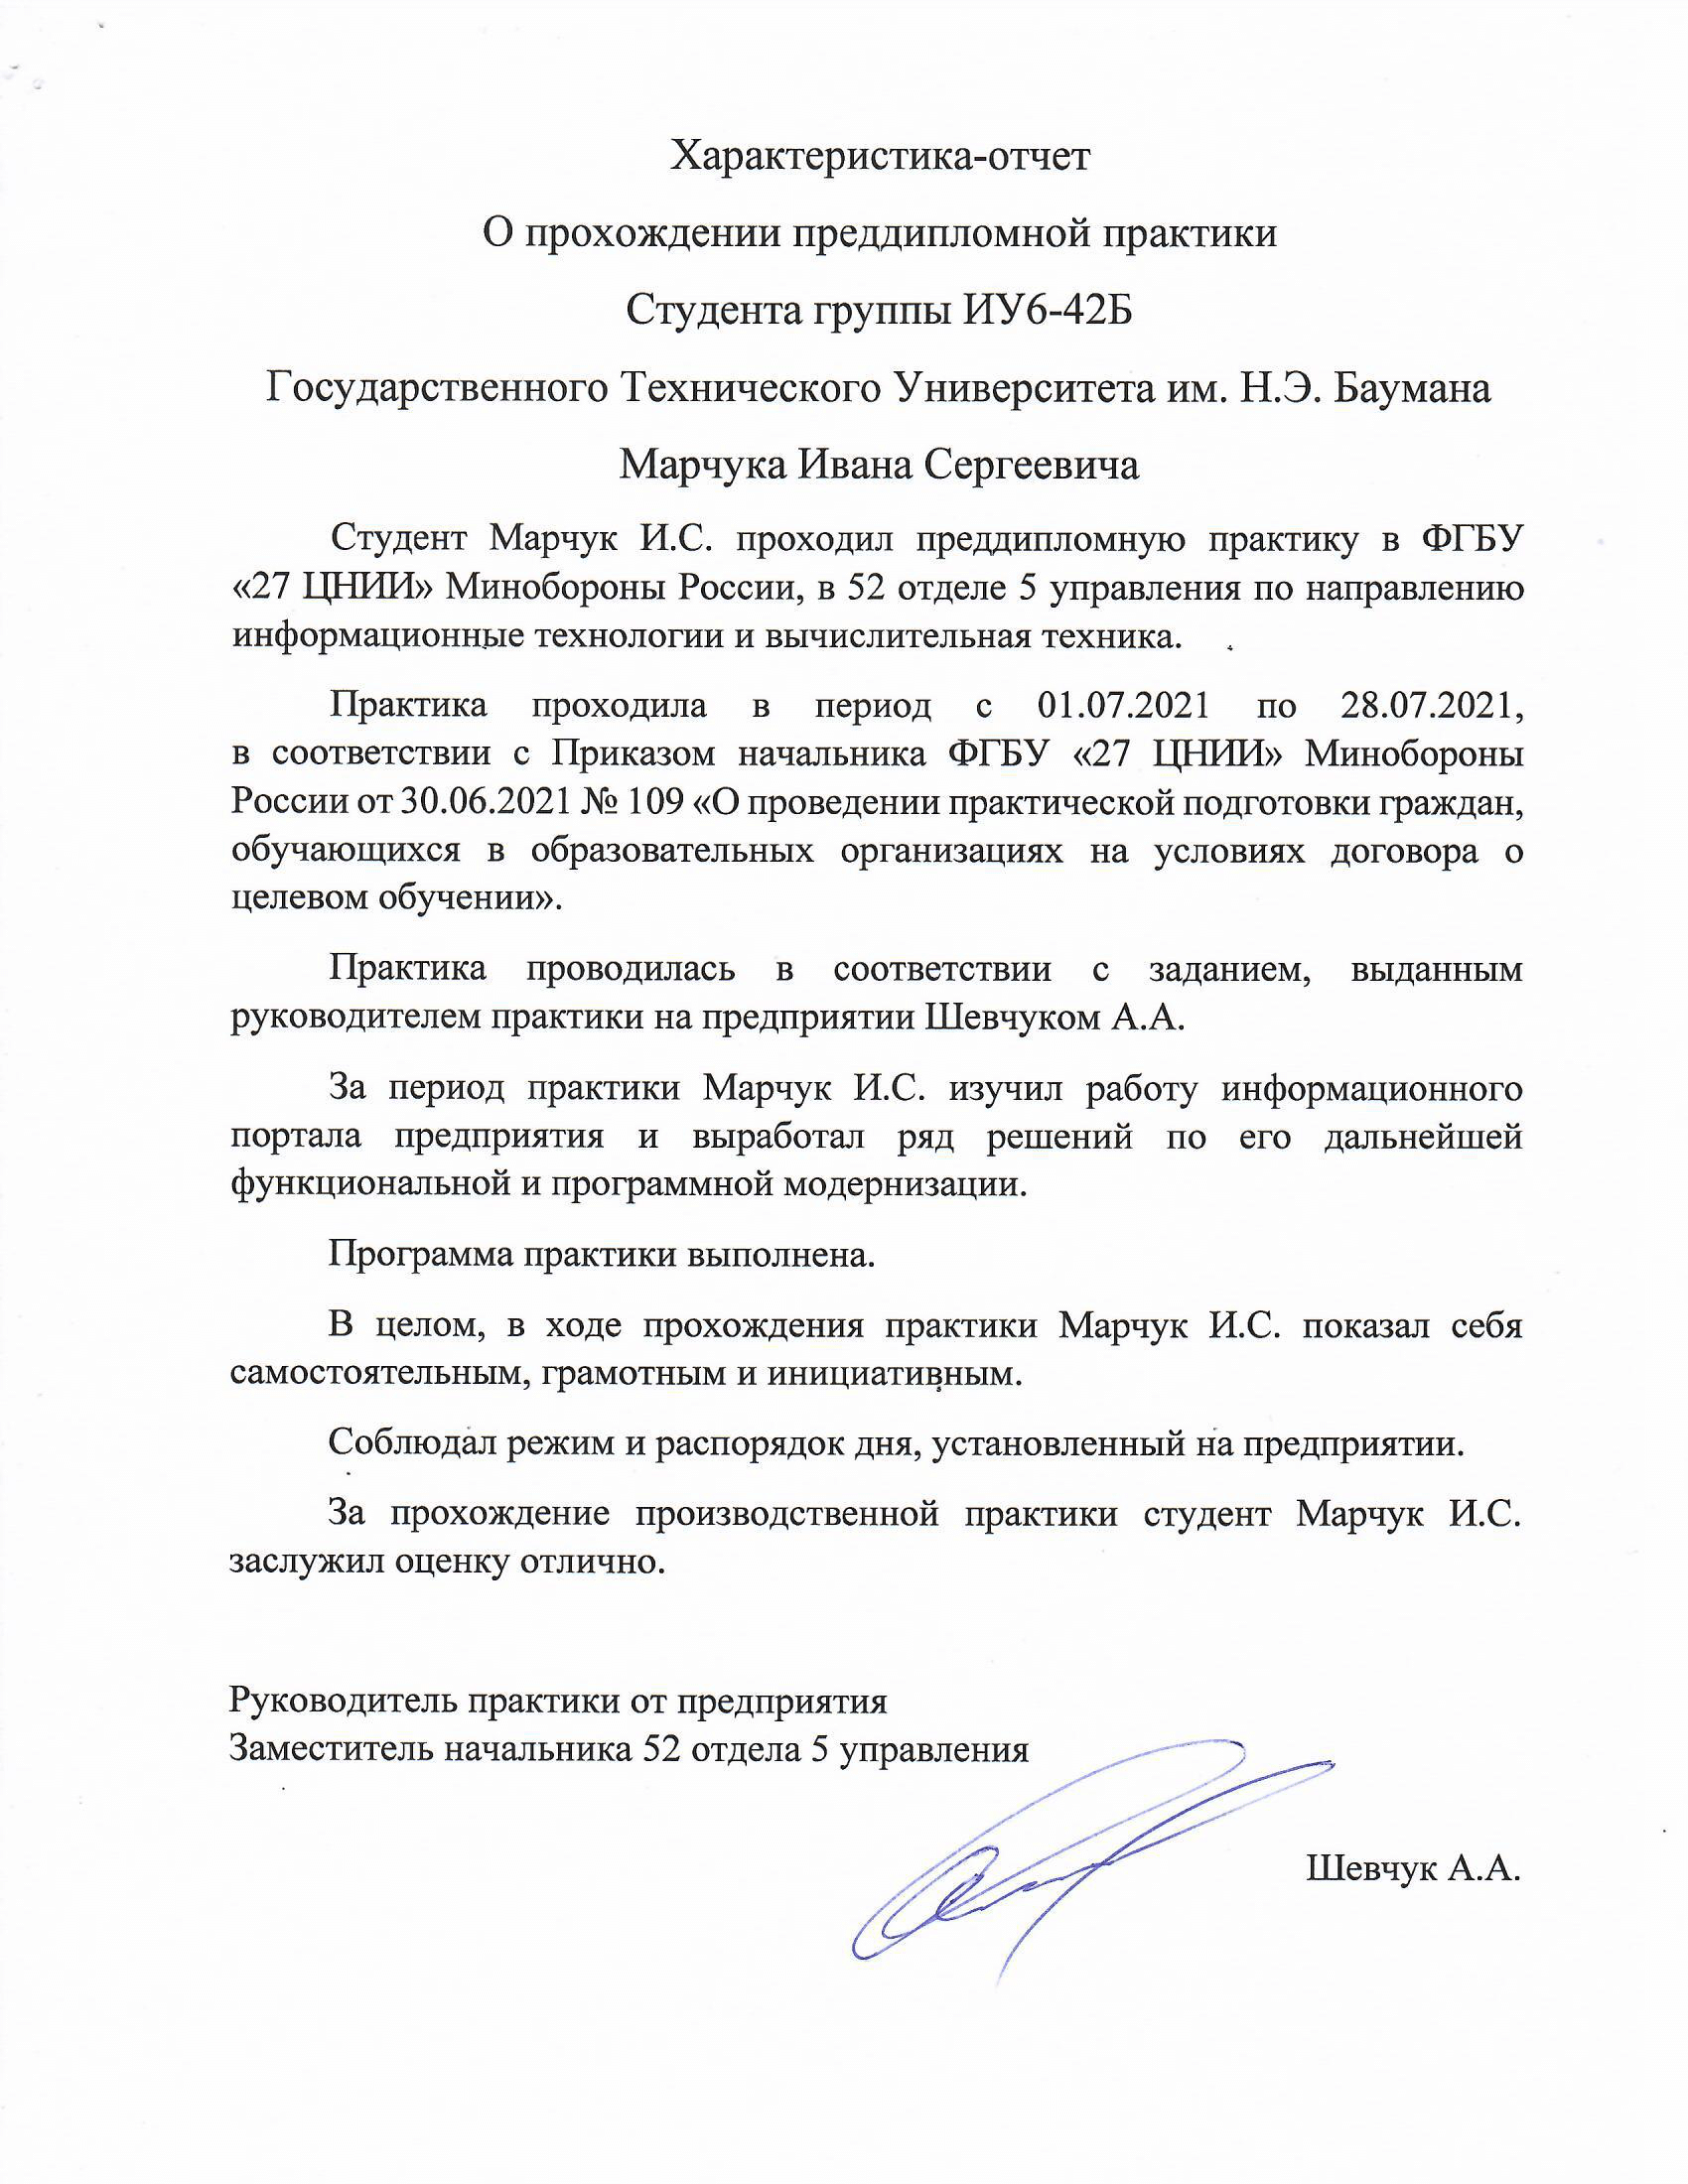 Характеристика-отчет
О прохождении преддипломной практики
Студента группы ИУ6-42Б
Государственного Технического Университета им. Н.Э. Баумана
Марчука Ивана Сергеевича
Студент Марчук И.С. проходил преддипломную практику в ФГБУ
«27 ЦНИИ» Минобороны России, в 52 отделе 5 управления по направлению
информационные технологии и вычислительная техника.
Практика проходила в период с 01.07.2021 по 28.07.2021,
в соответствии с Приказом начальника ФГБУ «27 ЦНИИ» Минобороны
России от 30.06.2021 № 109 «О проведении практической подготовки граждан,
обучающихся в образовательных организациях на условиях договора о
целевом обучении».
Практика проводилась в соответствии с заданием, выданным
руководителем практики на предприятии Шевчуком А.А.
За период практики Марчук И.С. изучил работу информационного
портала предприятия и выработал ряд решений по его дальнейшей
функциональной и программной модернизации.
Программа практики выполнена.
В целом, в ходе прохождения практики Марчук И.С. показал себя
самостоятельным, грамотным и инициативным.
Соблюдал режим и распорядок дня, установленный на предприятии.
За прохождение производственной практики студент Марчук И.С.
заслужил оценку отлично.
Руководитель практики от предприятия
Заместитель начальника 52 отдела 5 управления
Шевчук А.А.